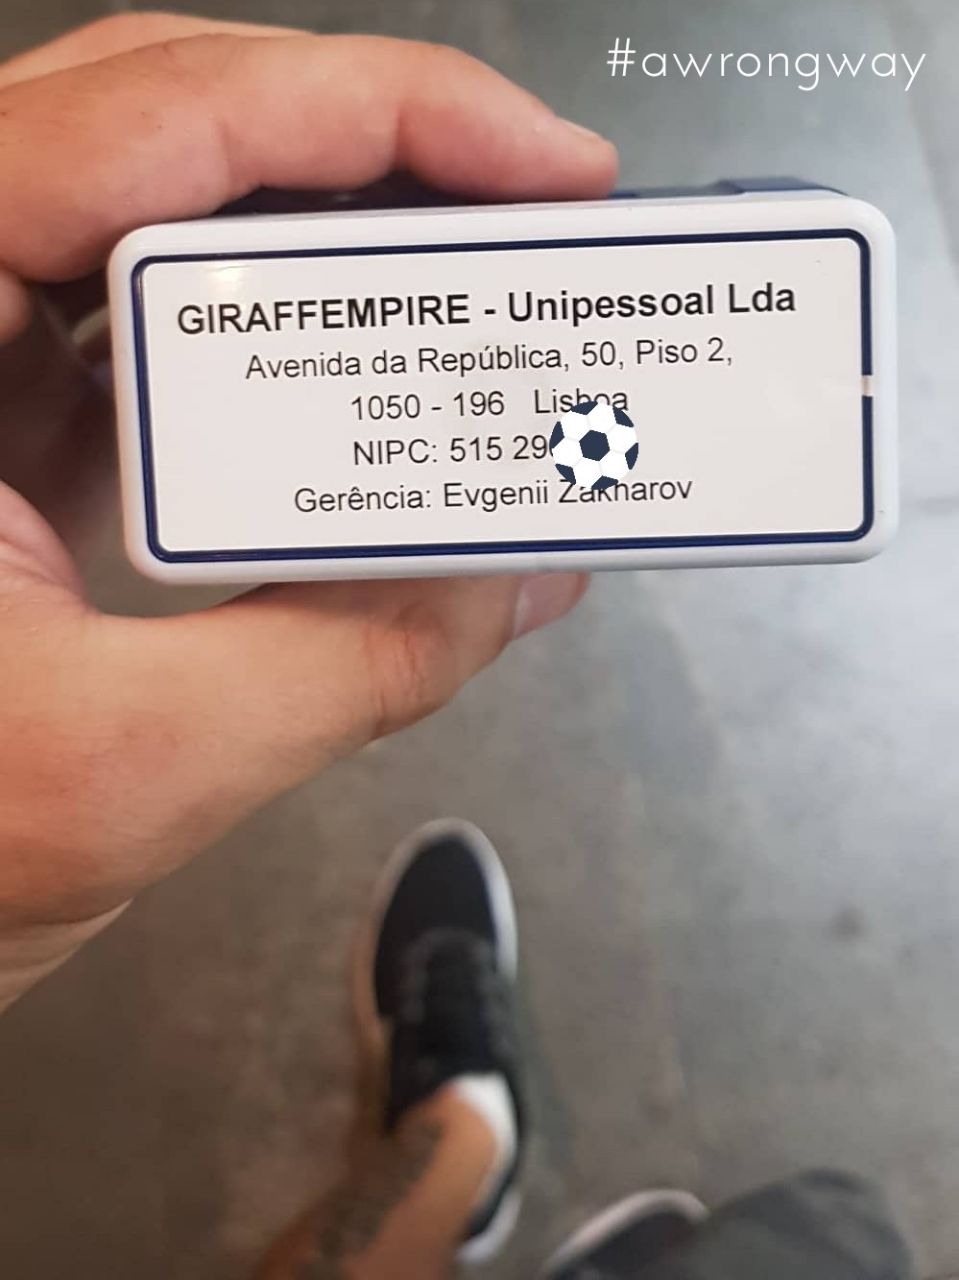 #awrongway
GIRAFFEMPIRE - Unipessoal Lda
Avenida da República, 50, Piso 2,
1050 - 196 Lisboa
NIPC: 515 29
Gerência: Evgenii Zakharov